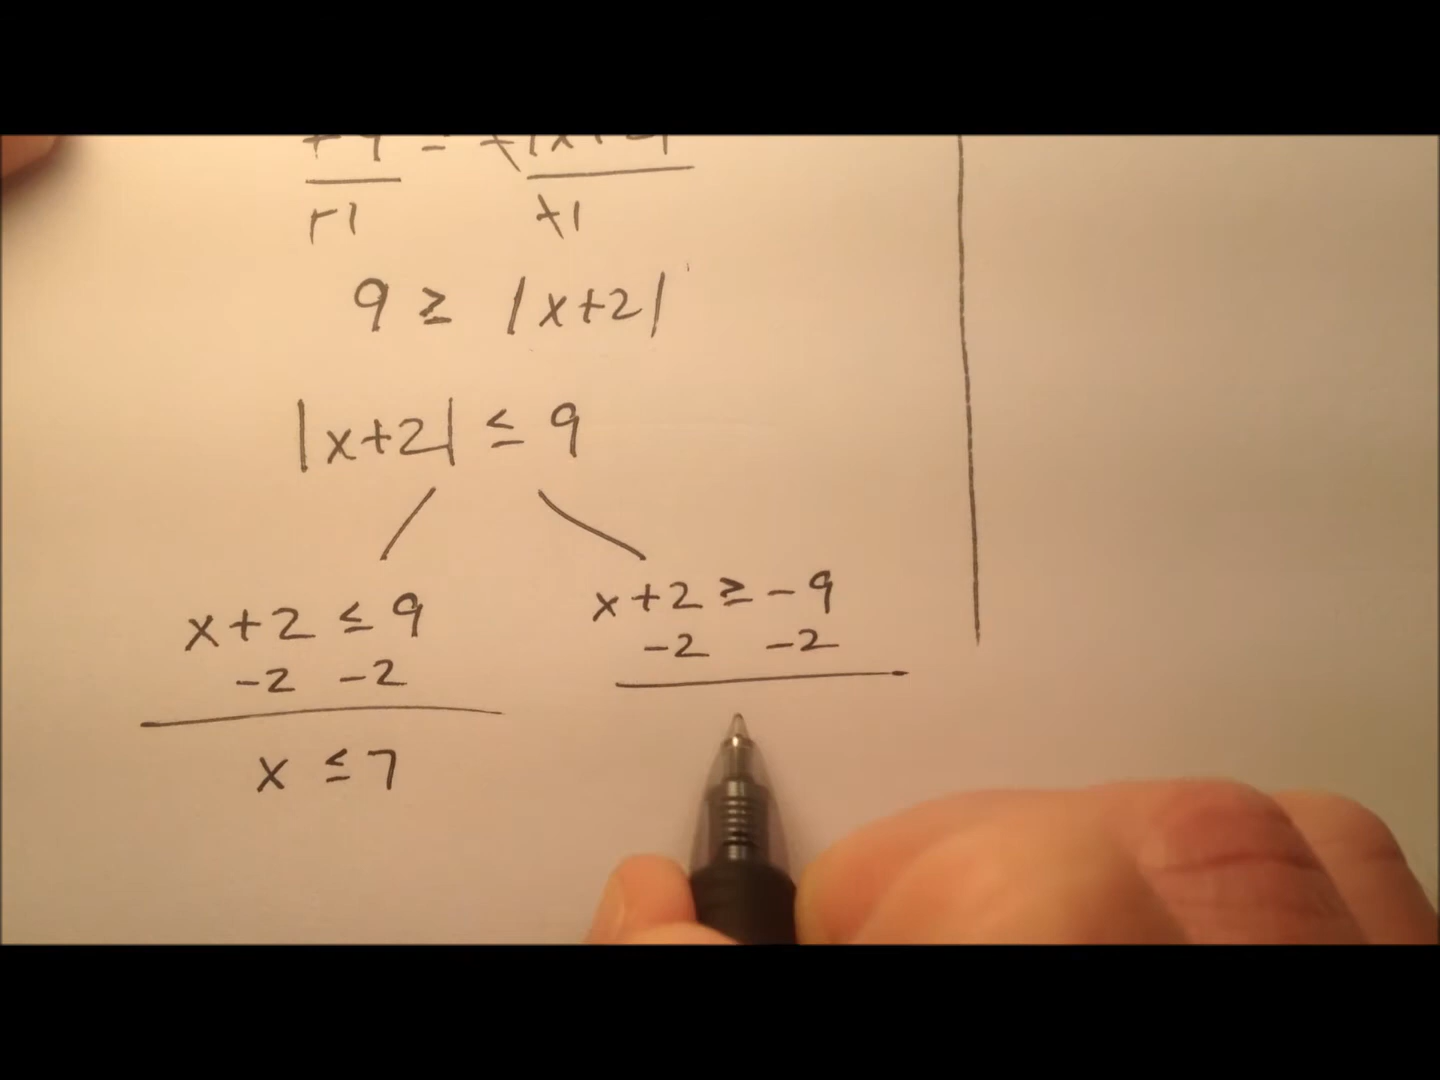 9 ≥ |x+2|
|x+2| ≤ 9
x+2 ≤ 9
-2 -2
x ≤ 7
x+2 ≥ -9
-2 -2